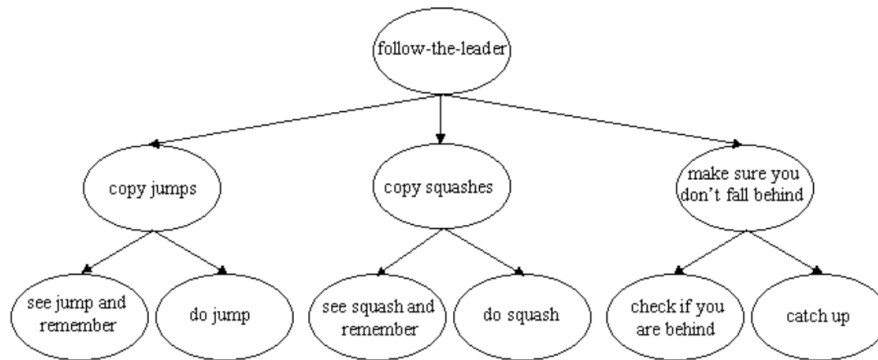 follow-the-leader
copy jumps
copy squashes
make sure you
don't fall behind
see jump and
remember
do jump
see squash and
remember
do squash
check if you
are behind
catch up